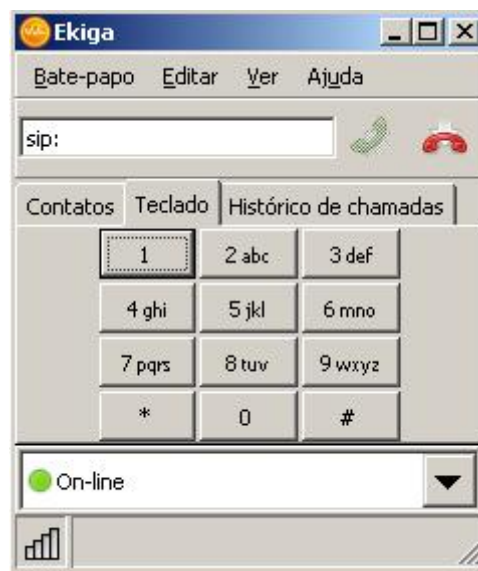 Ekiga
Bate-papo Editar Ver Ajuda
sip:
Contatos Teclado Histórico de chamadas
1 2 abc 3 def
4 ghi 5 jkl 6 mno
7 pqrs 8 tuv 9 wxyz
* 0 #
On-line